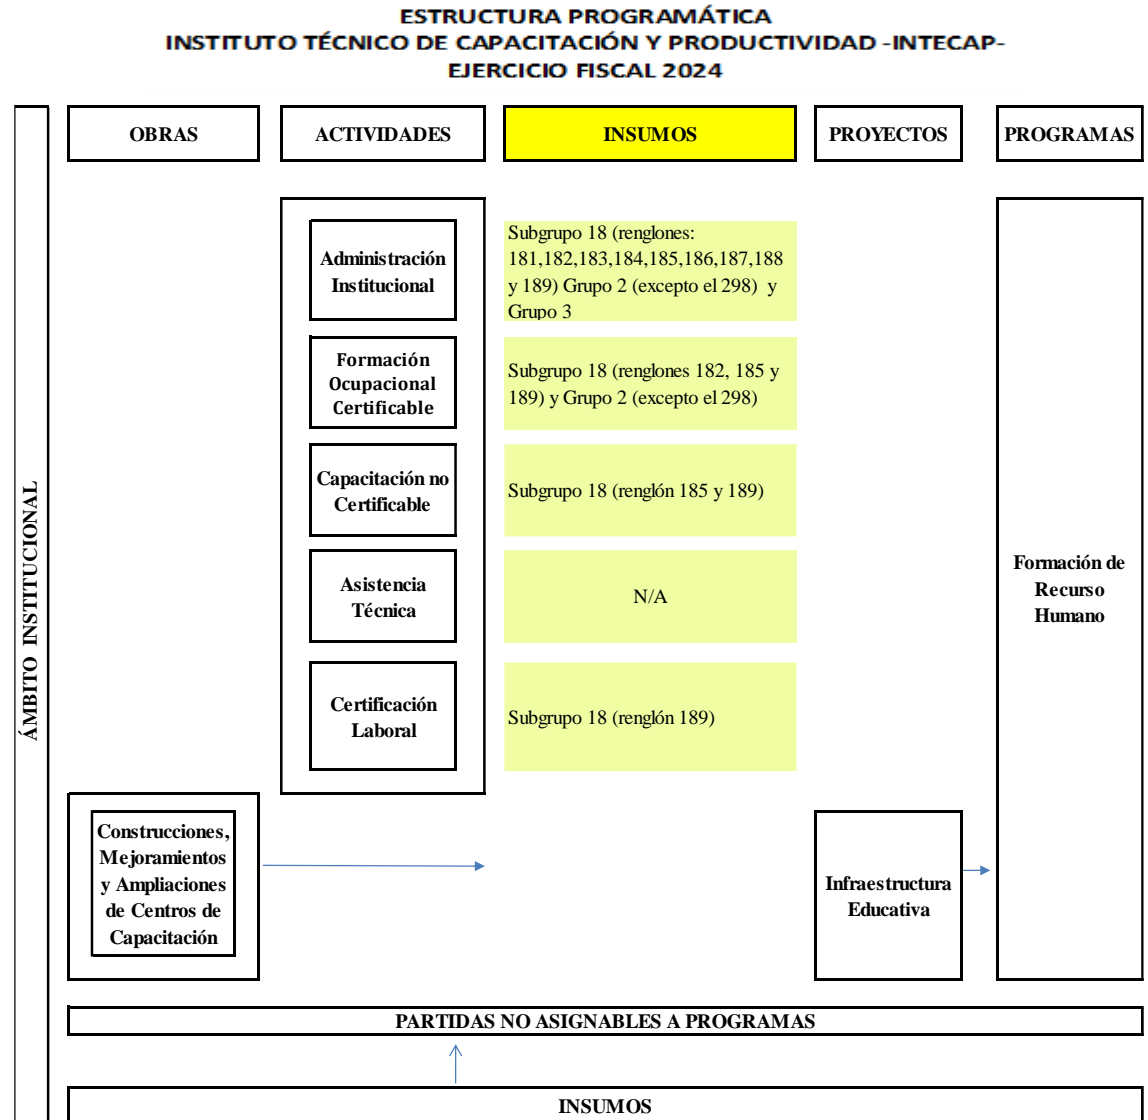 ESTRUCTURA PROGRAMÁTICA
INSTITUTO TÉCNICO DE CAPACITACIÓN Y PRODUCTIVIDAD -INTECAP-
EJERCICIO FISCAL 2024
ÁMBITO INSTITUCIONAL
OBRAS
ACTIVIDADES
INSUMOS
PROYECTOS
PROGRAMAS
Administración
Institucional
Subgrupo 18 (renglones:
181,182,183,184,185,186,187,188
y 189) Grupo 2 (excepto el 298) y
Grupo 3
Formación
Ocupacional
Certificable
Subgrupo 18 (renglones 182, 185 y
189) y Grupo 2 (excepto el 298)
Capacitación no
Certificable
Subgrupo 18 (renglón 185 y 189)
Asistencia
Técnica
N/A
Certificación
Laboral
Subgrupo 18 (renglón 189)
Formación de
Recurso
Humano
Construcciones,
Mejoramientos
y Ampliaciones
de Centros de
Capacitación
Infraestructura
Educativa
PARTIDAS NO ASIGNABLES A PROGRAMAS
INSUMOS